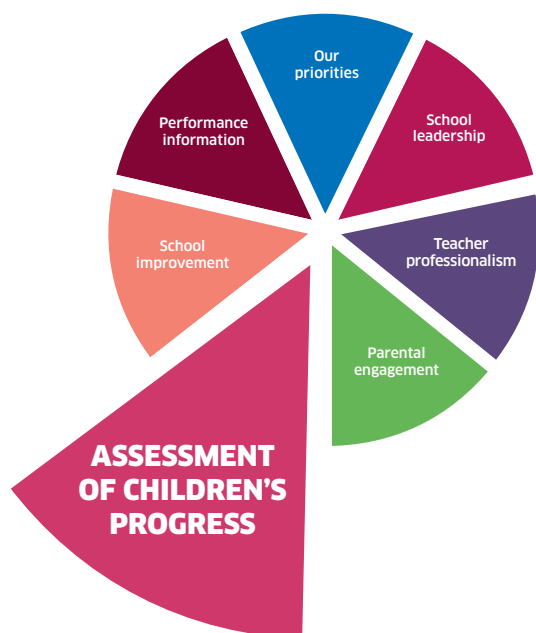 Our
priorities
School
leadership
Teacher
professionalism
Parental
engagement
ASSESSMENT
OF CHILDREN'S
PROGRESS
School
improvement
Performance
information